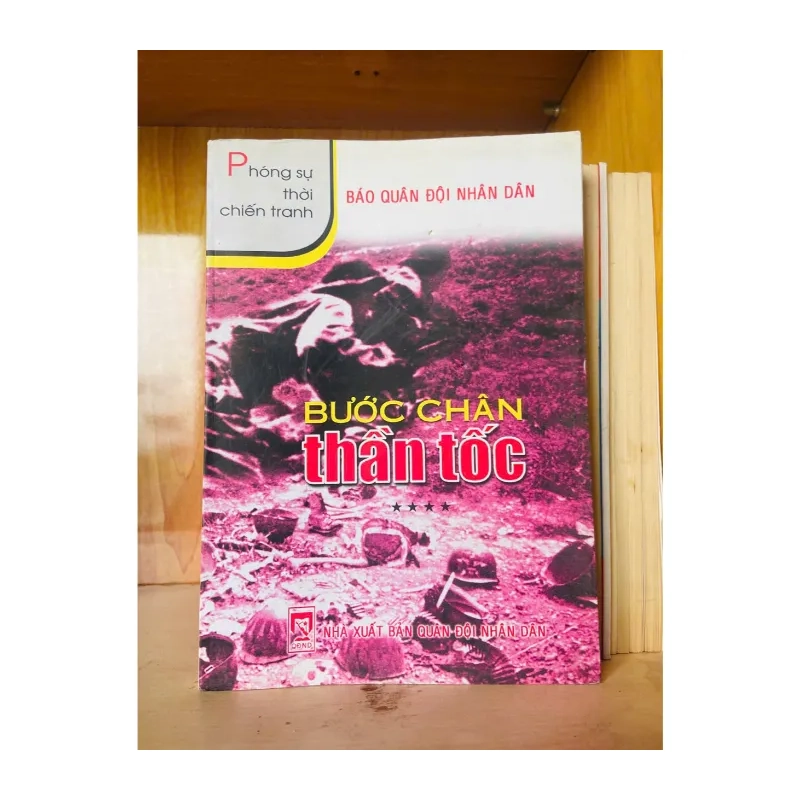 Phóng sự
thời
chiến tranh
BÁO QUÂN ĐỘI NHÂN DÂN
BƯỚC CHÂN
thần tốc
★★★★
QĐND
NHÀ XUẤT BẢN QUÂN ĐỘI NHÂN DÂN